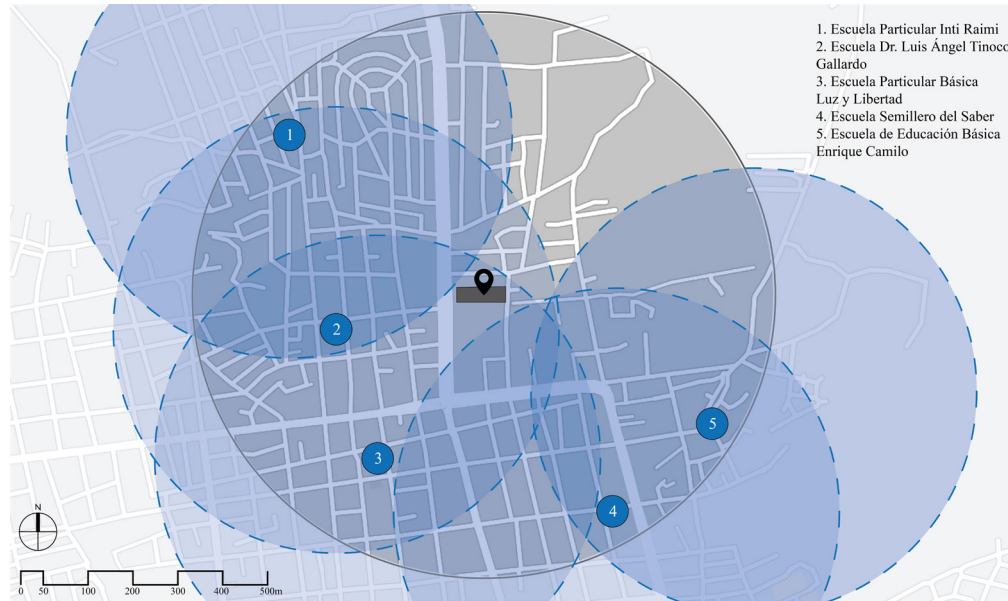 1. Escuela Particular Inti Raimi
2. Escuela Dr. Luis Ángel Tinoco
Gallardo
3. Escuela Particular Básica
Luz y Libertad
4. Escuela Semillero del Saber
5. Escuela de Educación Básica
Enrique Camilo
1
2
3
5
4
N
0 50 100 200 300 400 500m